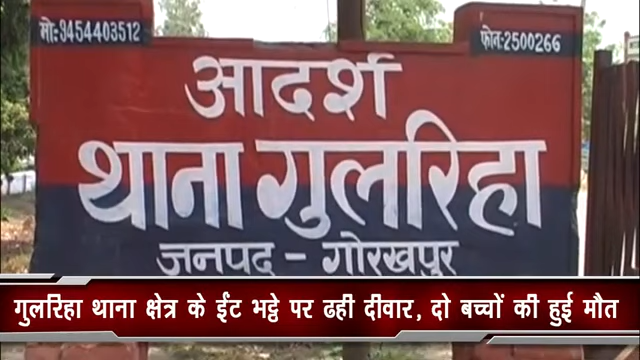 मो: 9454403512
फोन:-2500266
आदर्श
थाना गुलरिहा
जनपद - गोरखपुर
गुलरिहा थाना क्षेत्र के ईंट भट्ठे पर ढही दीवार, दो बच्चों की हुई मौत